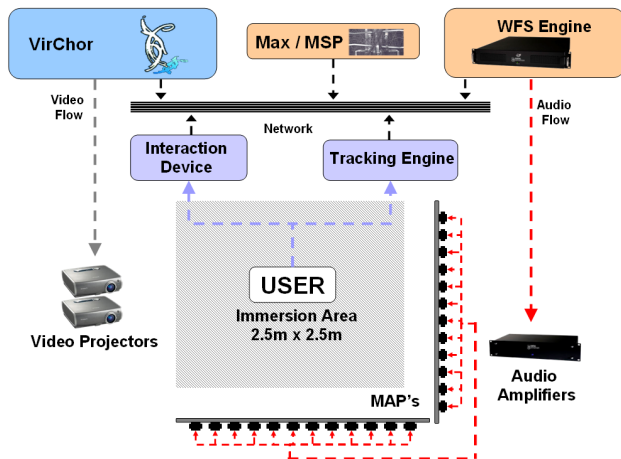 VirChor
Max / MSP
WFS Engine
Video
Flow
Audio
Flow
Network
Interaction
Device
Tracking Engine
USER
Immersion Area
2.5m x 2.5m
Video Projectors
MAP's
Audio
Amplifiers